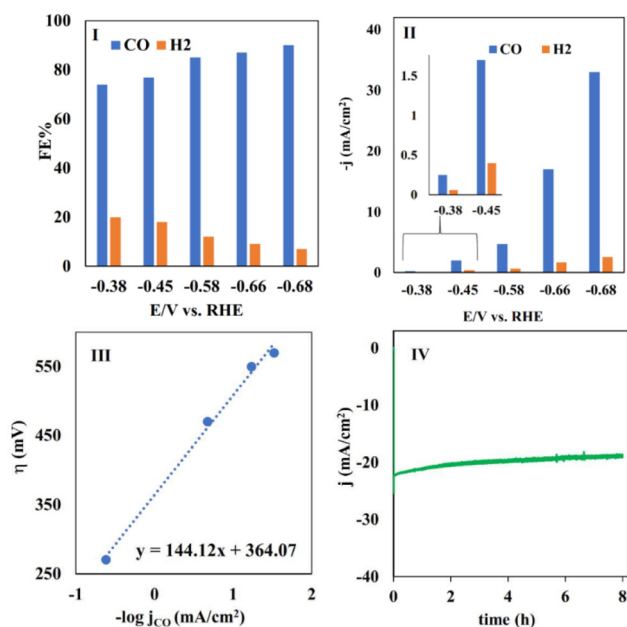 I
CO H2
100
80
60
40
20
0
FE%
-0.38 -0.45 -0.58 -0.66 -0.68
E/V vs. RHE
II
CO H2
40
30
20
10
0
-j (mA/cm²)
1.5
1
0.5
0
-0.38 -0.45
-0.38 -0.45 -0.58 -0.66 -0.68
E/V vs. RHE
III
550
450
350
250
η (mV)
y = 144.12x + 364.07
-1 0 1 2
-log jCO (mA/cm²)
IV
0
-10
-20
-30
-40
j (mA/cm²)
0 2 4 6 8
time (h)